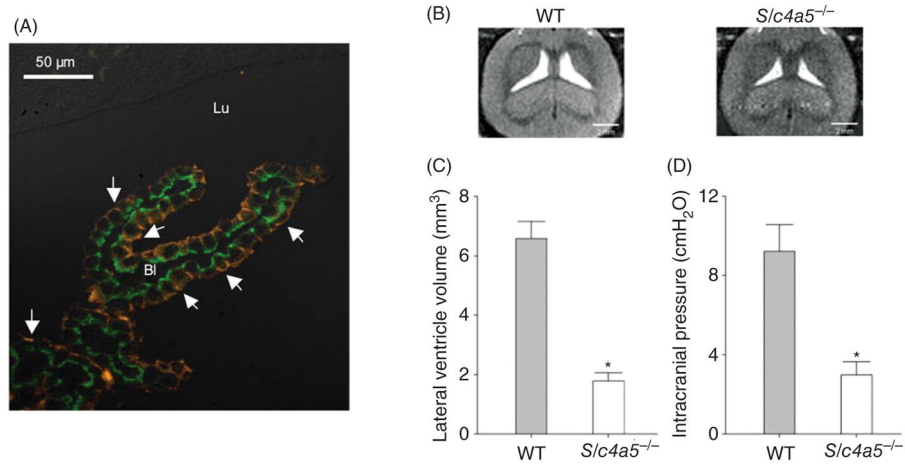 (A)
50 µm
Lu
Bl
(B)
WT
Slc4a5–/–
2 mm
2 mm
(C)
Lateral ventricle volume (mm3)
8
6
4
2
0
*
WT
Slc4a5–/–
(D)
Intracranial pressure (cmH2O)
12
8
4
0
*
WT
Slc4a5–/–